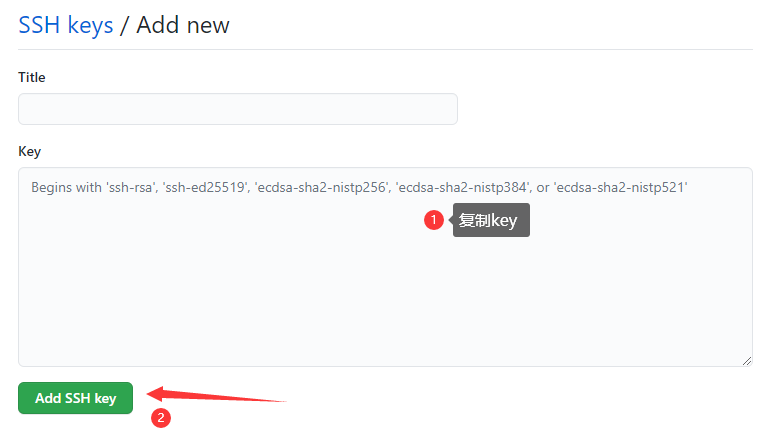 SSH keys / Add new
Title
Key
Begins with 'ssh-rsa', 'ssh-ed25519', 'ecdsa-sha2-nistp256', 'ecdsa-sha2-nistp384', or 'ecdsa-sha2-nistp521'
1 复制key
Add SSH key
2